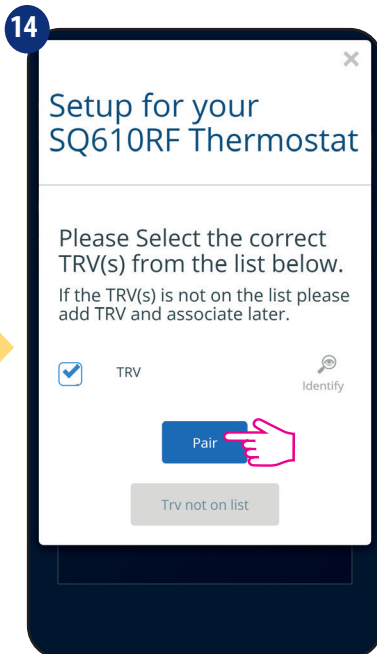 14
×
Setup for your
SQ610RF Thermostat
Please Select the correct
TRV(s) from the list below.
If the TRV(s) is not on the list please
add TRV and associate later.
TRV
Identify
Pair
Trv not on list